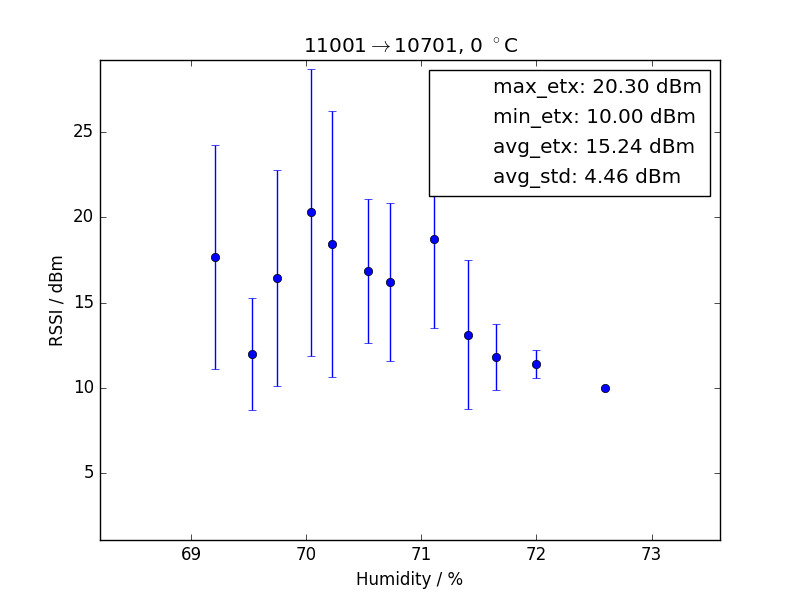 11001→10701, 0 °C
max_etx: 20.30 dBm
min_etx: 10.00 dBm
avg_etx: 15.24 dBm
avg_std: 4.46 dBm
RSSI / dBm
25
20
15
10
5
69 70 71 72 73
Humidity / %